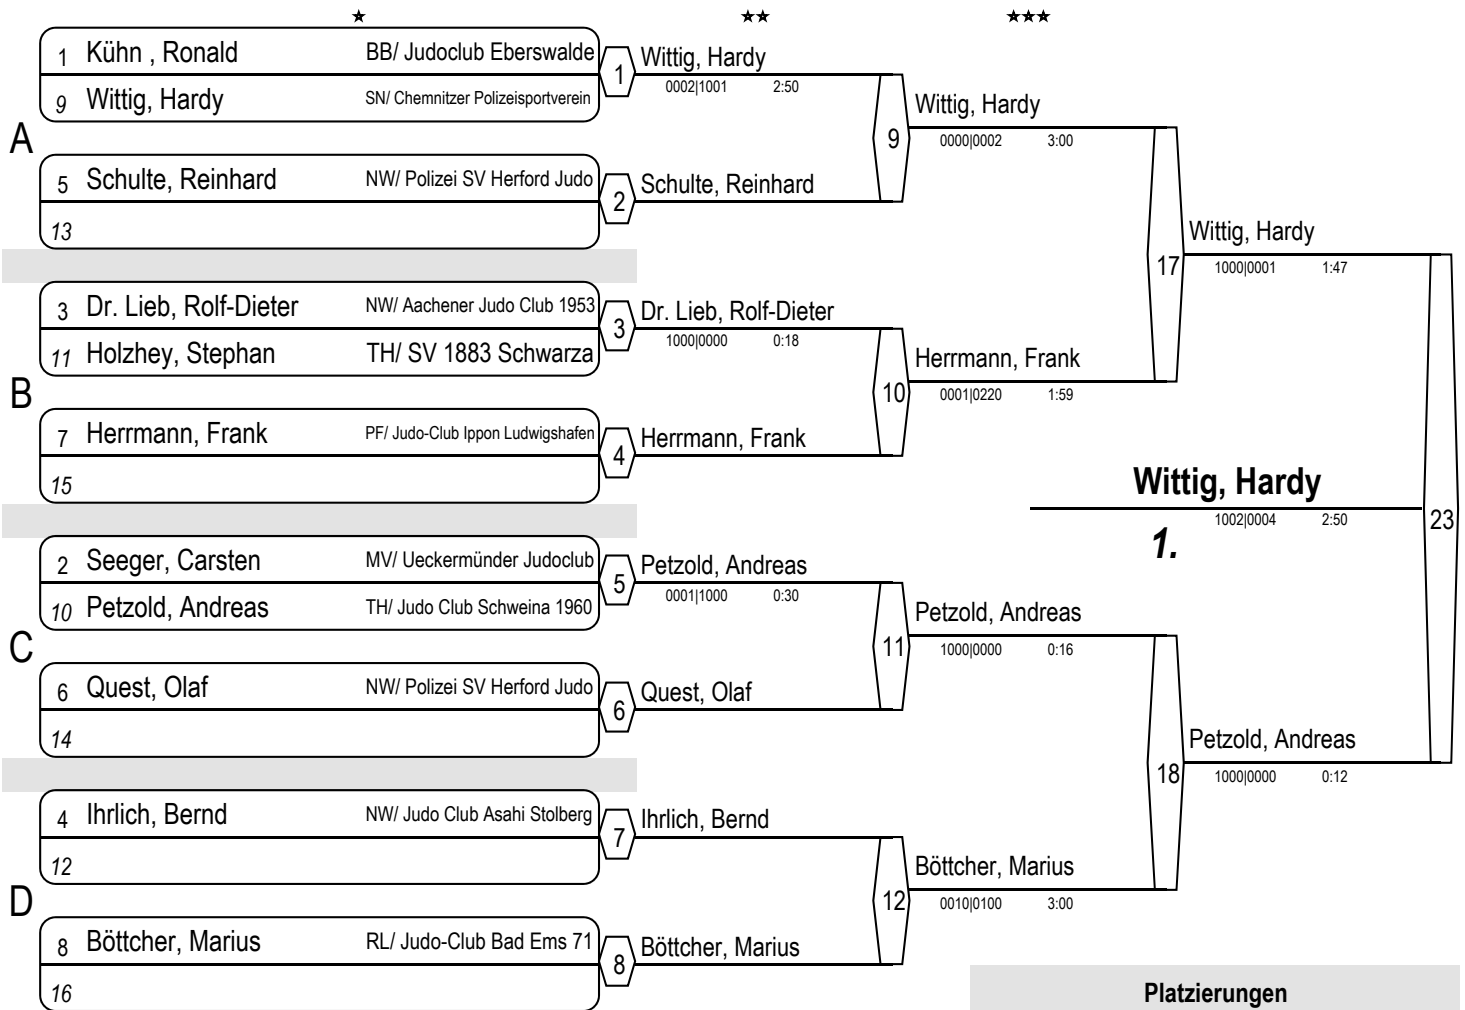 1 Kühn , Ronald BB/ Judoclub Eberswalde
9 Wittig, Hardy SN/ Chemnitzer Polizeisportverein
1
Wittig, Hardy
0002|1001 2:50
A
5 Schulte, Reinhard NW/ Polizei SV Herford Judo
13
2
Schulte, Reinhard
9
Wittig, Hardy
0000|0002 3:00
3 Dr. Lieb, Rolf-Dieter NW/ Aachener Judo Club 1953
11 Holzhey, Stephan TH/ SV 1883 Schwarza
3
Dr. Lieb, Rolf-Dieter
1000|0000 0:18
B
7 Herrmann, Frank PF/ Judo-Club Ippon Ludwigshafen
15
4
Herrmann, Frank
10
Herrmann, Frank
0001|0220 1:59
17
Wittig, Hardy
1000|0001 1:47
2 Seeger, Carsten MV/ Ueckermünder Judoclub
10 Petzold, Andreas TH/ Judo Club Schweina 1960
5
Petzold, Andreas
0001|1000 0:30
C
6 Quest, Olaf NW/ Polizei SV Herford Judo
14
6
Quest, Olaf
11
Petzold, Andreas
1000|0000 0:16
4 Ihrlich, Bernd NW/ Judo Club Asahi Stolberg
12
7
Ihrlich, Bernd
D
8 Böttcher, Marius RL/ Judo-Club Bad Ems 71
16
8
Böttcher, Marius
12
Böttcher, Marius
0010|0100 3:00
18
Petzold, Andreas
1000|0000 0:12
23
Wittig, Hardy
1002|0004 2:50
1.
Platzierungen